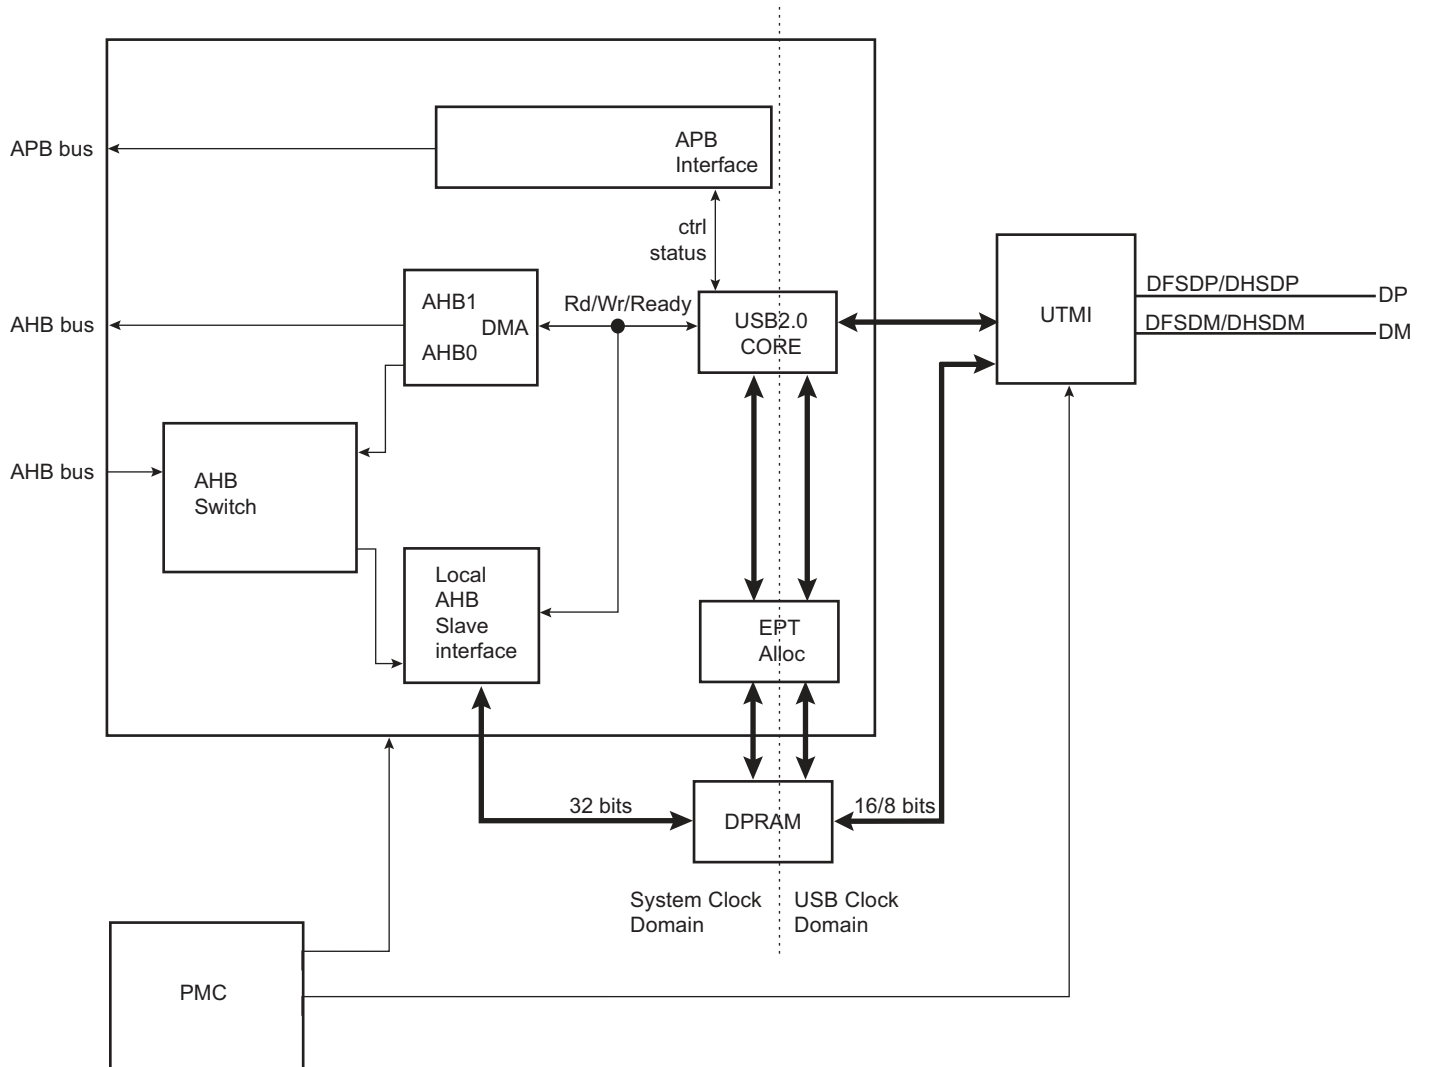 APB bus
APB
Interface
ctrl
status
AHB1
DMA
AHB0
AHB bus
Rd/Wr/Ready
USB2.0
CORE
UTMI
DFSDP/DHSDP
DP
DFSDM/DHSDM
DM
AHB bus
AHB
Switch
Local
AHB
Slave
interface
EPT
Alloc
32 bits
DPRAM
16/8 bits
System Clock
Domain
USB Clock
Domain
PMC